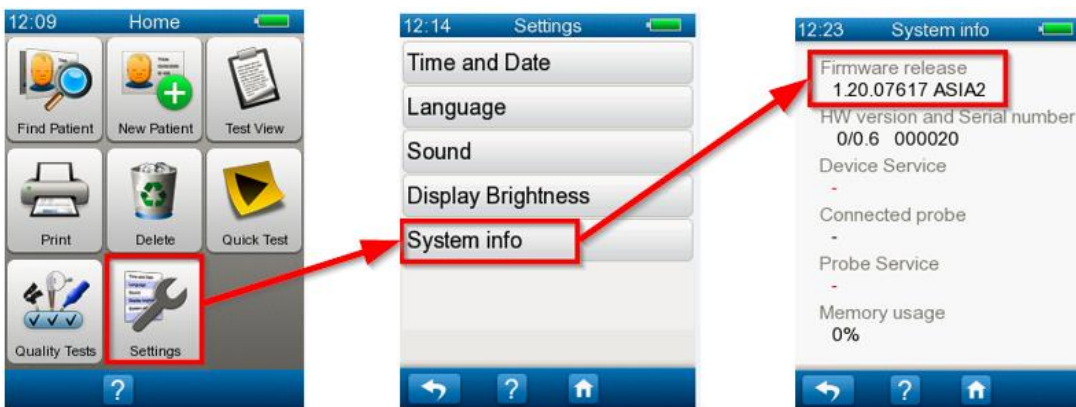 12:09 Home
Find Patient New Patient Test View
Print Delete Quick Test
Quality Tests Settings
?
12:14 Settings
Time and Date
Language
Sound
Display Brightness
System info
?
12:23 System info
Firmware release
1.20.07617 ASIA2
HW version and Serial number
0/0.6 000020
Device Service
-
Connected probe
-
Probe Service
-
Memory usage
0%
?